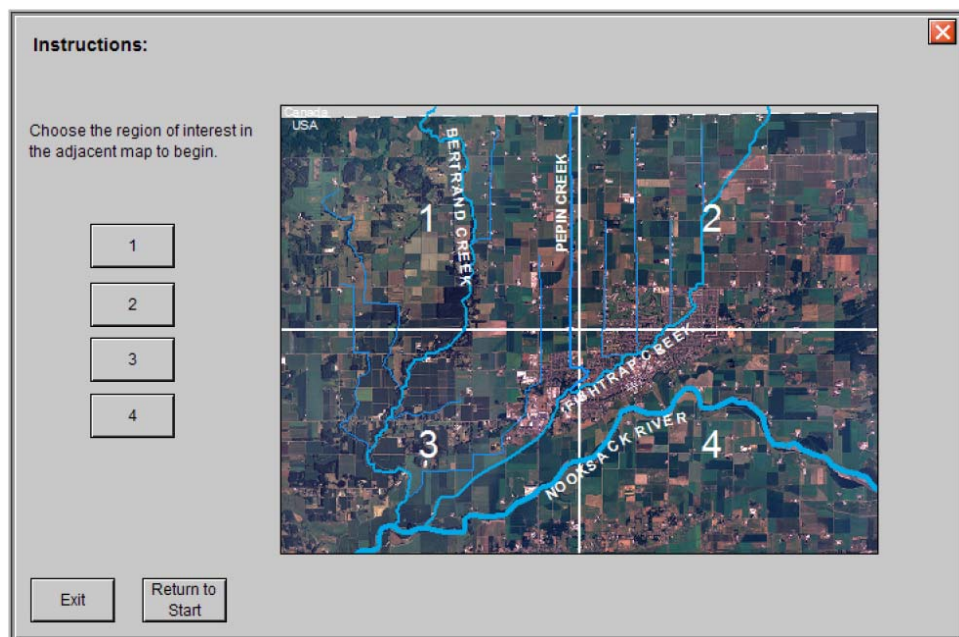 Instructions:
Choose the region of interest in
the adjacent map to begin.
1
2
3
4
Exit
Return to
Start
Canada
USA
BERTRAND CREEK
PEPIN CREEK
1
2
FISHTRAP CREEK
NOOKSACK RIVER
3
4